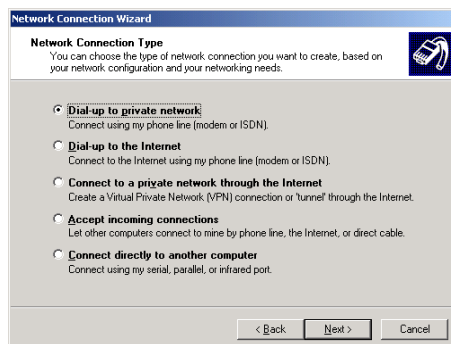 Network Connection Wizard
Network Connection Type
You can choose the type of network connection you want to create, based on
your network configuration and your networking needs.
Dial-up to private network
Connect using my phone line (modem or ISDN).
Dial-up to the Internet
Connect to the Internet using my phone line (modem or ISDN).
Connect to a private network through the Internet
Create a Virtual Private Network (VPN) connection or 'tunnel' through the Internet.
Accept incoming connections
Let other computers connect to mine by phone line, the Internet, or direct cable.
Connect directly to another computer
Connect using my serial, parallel, or infrared port.
< Back Next > Cancel